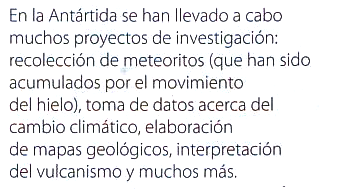 En la Antártida se han llevado a cabo
muchos proyectos de investigación:
recolección de meteoritos (que han sido
acumulados por el movimiento
del hielo), toma de datos acerca del
cambio climático, elaboración
de mapas geológicos, interpretación
del vulcanismo y muchos más.